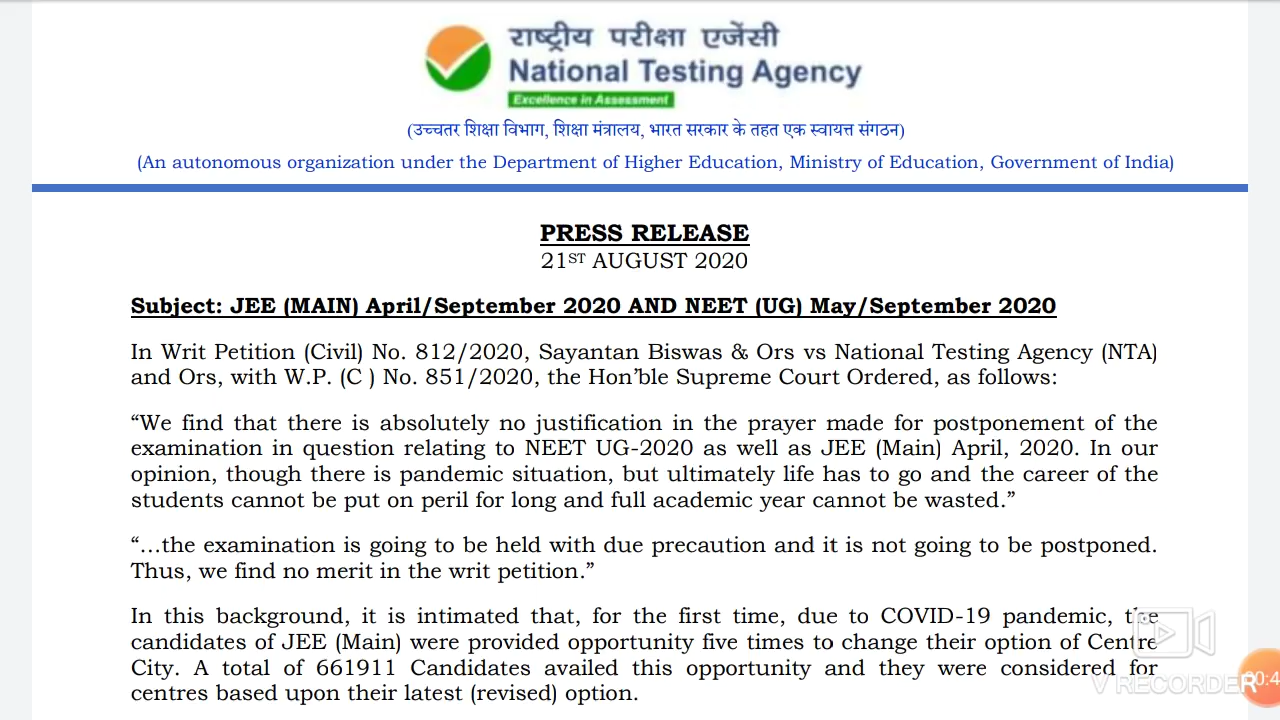 राष्ट्रीय परीक्षा एजेंसी
National Testing Agency
Excellence in Assessment
(उच्चतर शिक्षा विभाग, शिक्षा मंत्रालय, भारत सरकार के तहत एक स्वायत्त संगठन)
(An autonomous organization under the Department of Higher Education, Ministry of Education, Government of India)
PRESS RELEASE
21ST AUGUST 2020
Subject: JEE (MAIN) April/September 2020 AND NEET (UG) May/September 2020
In Writ Petition (Civil) No. 812/2020, Sayantan Biswas & Ors vs National Testing Agency (NTA)
and Ors, with W.P. (C ) No. 851/2020, the Hon’ble Supreme Court Ordered, as follows:
“We find that there is absolutely no justification in the prayer made for postponement of the
examination in question relating to NEET UG-2020 as well as JEE (Main) April, 2020. In our
opinion, though there is pandemic situation, but ultimately life has to go and the career of the
students cannot be put on peril for long and full academic year cannot be wasted.”
“…the examination is going to be held with due precaution and it is not going to be postponed.
Thus, we find no merit in the writ petition.”
In this background, it is intimated that, for the first time, due to COVID-19 pandemic, the
candidates of JEE (Main) were provided opportunity five times to change their option of Centre
City. A total of 661911 Candidates availed this opportunity and they were considered for
centres based upon their latest (revised) option.
V RECORDER